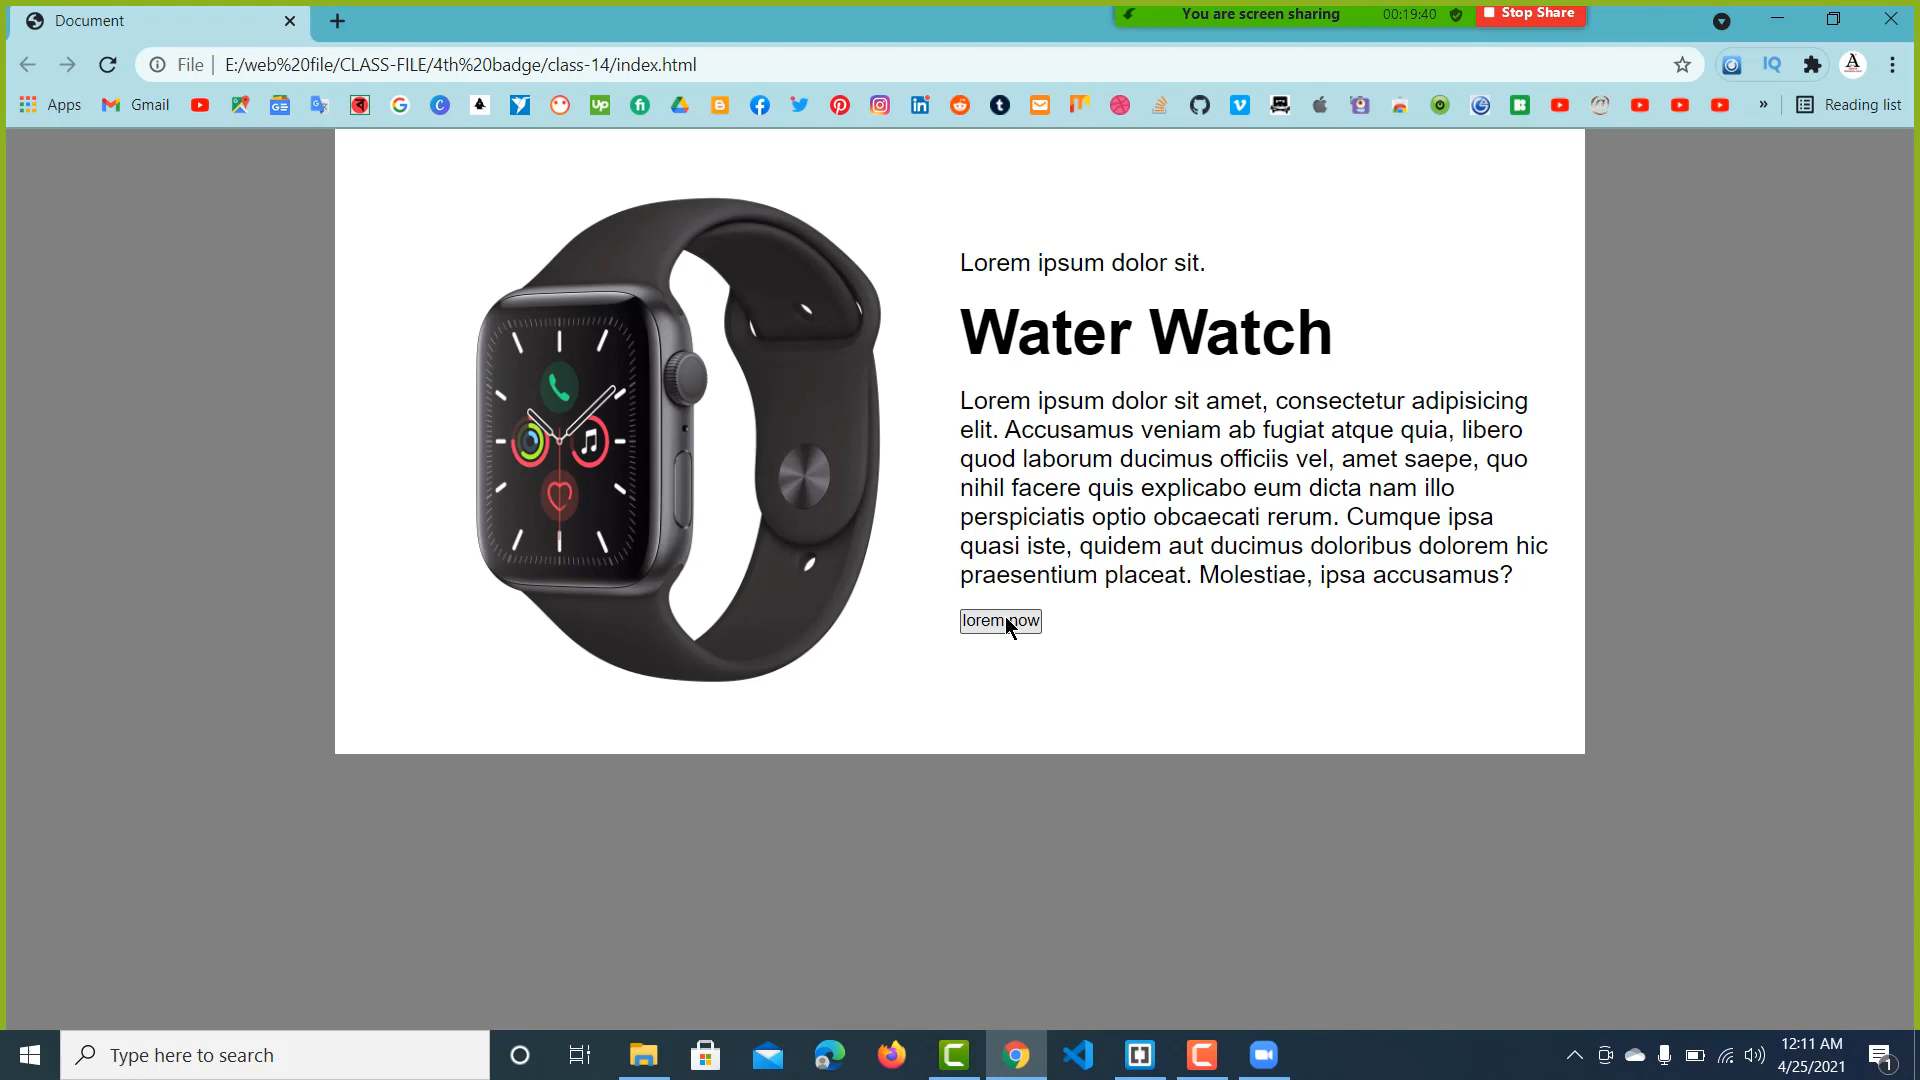 Document
You are screen sharing
00:19:40
Stop Share
File
E:/web%20file/CLASS-FILE/4th%20badge/class-14/index.html
IQ
Apps
Gmail
Reading list
Lorem ipsum dolor sit.
Water Watch
Lorem ipsum dolor sit amet, consectetur adipisicing
elit. Accusamus veniam ab fugiat atque quia, libero
quod laborum ducimus officiis vel, amet saepe, quo
nihil facere quis explicabo eum dicta nam illo
perspiciatis optio obcaecati rerum. Cumque ipsa
quasi iste, quidem aut ducimus doloribus dolorem hic
praesentium placeat. Molestiae, ipsa accusamus?
lorem now
Type here to search
12:11 AM
4/25/2021
1